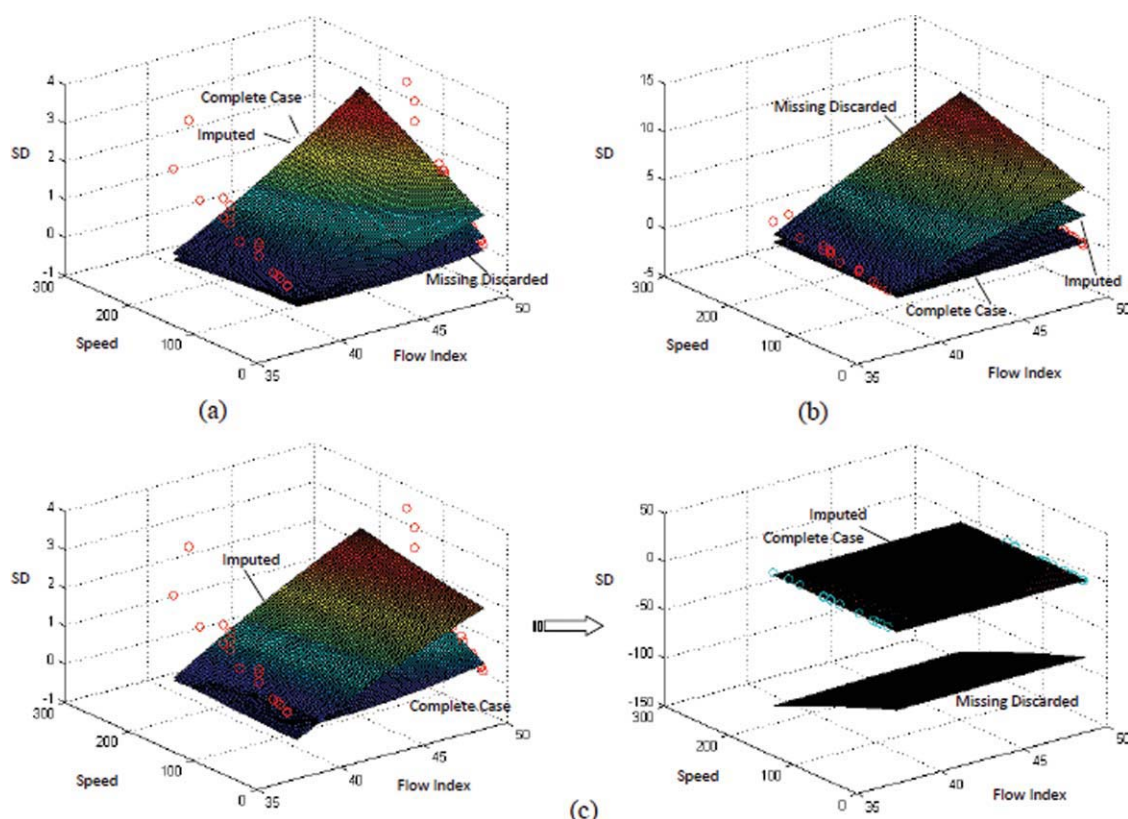 4
3
2
1
0
-1
SD
300
200
100
0
Speed
35
40
45
50
Flow Index
Complete Case
Imputed
Missing Discarded
(a)
15
10
5
0
-5
SD
300
200
100
0
Speed
35
40
45
50
Flow Index
Missing Discarded
Imputed
Complete Case
(b)
4
3
2
1
0
-1
SD
300
200
100
0
Speed
35
40
45
50
Flow Index
Imputed
Complete Case
50
0
-50
-100
-150
SD
300
200
100
0
Speed
35
40
45
50
Flow Index
Imputed
Complete Case
Missing Discarded
(c)